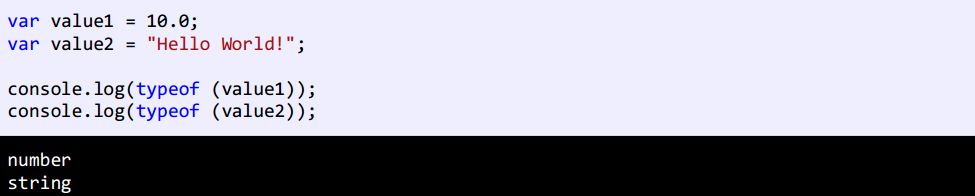 var value1 = 10.0;
var value2 = "Hello World!";
console.log(typeof (value1));
console.log(typeof (value2));
number
string